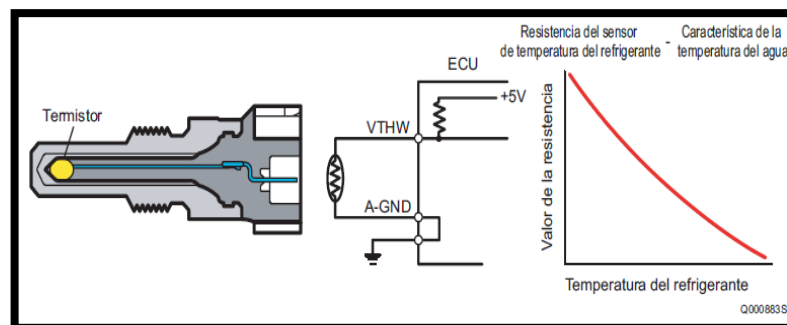 Termistor
ECU
+5V
VTHW
A-GND
Resistencia del sensor
de temperatura del refrigerante
-
Característica de la
temperatura del agua
Valor de la resistencia
Temperatura del refrigerante
Q000883S